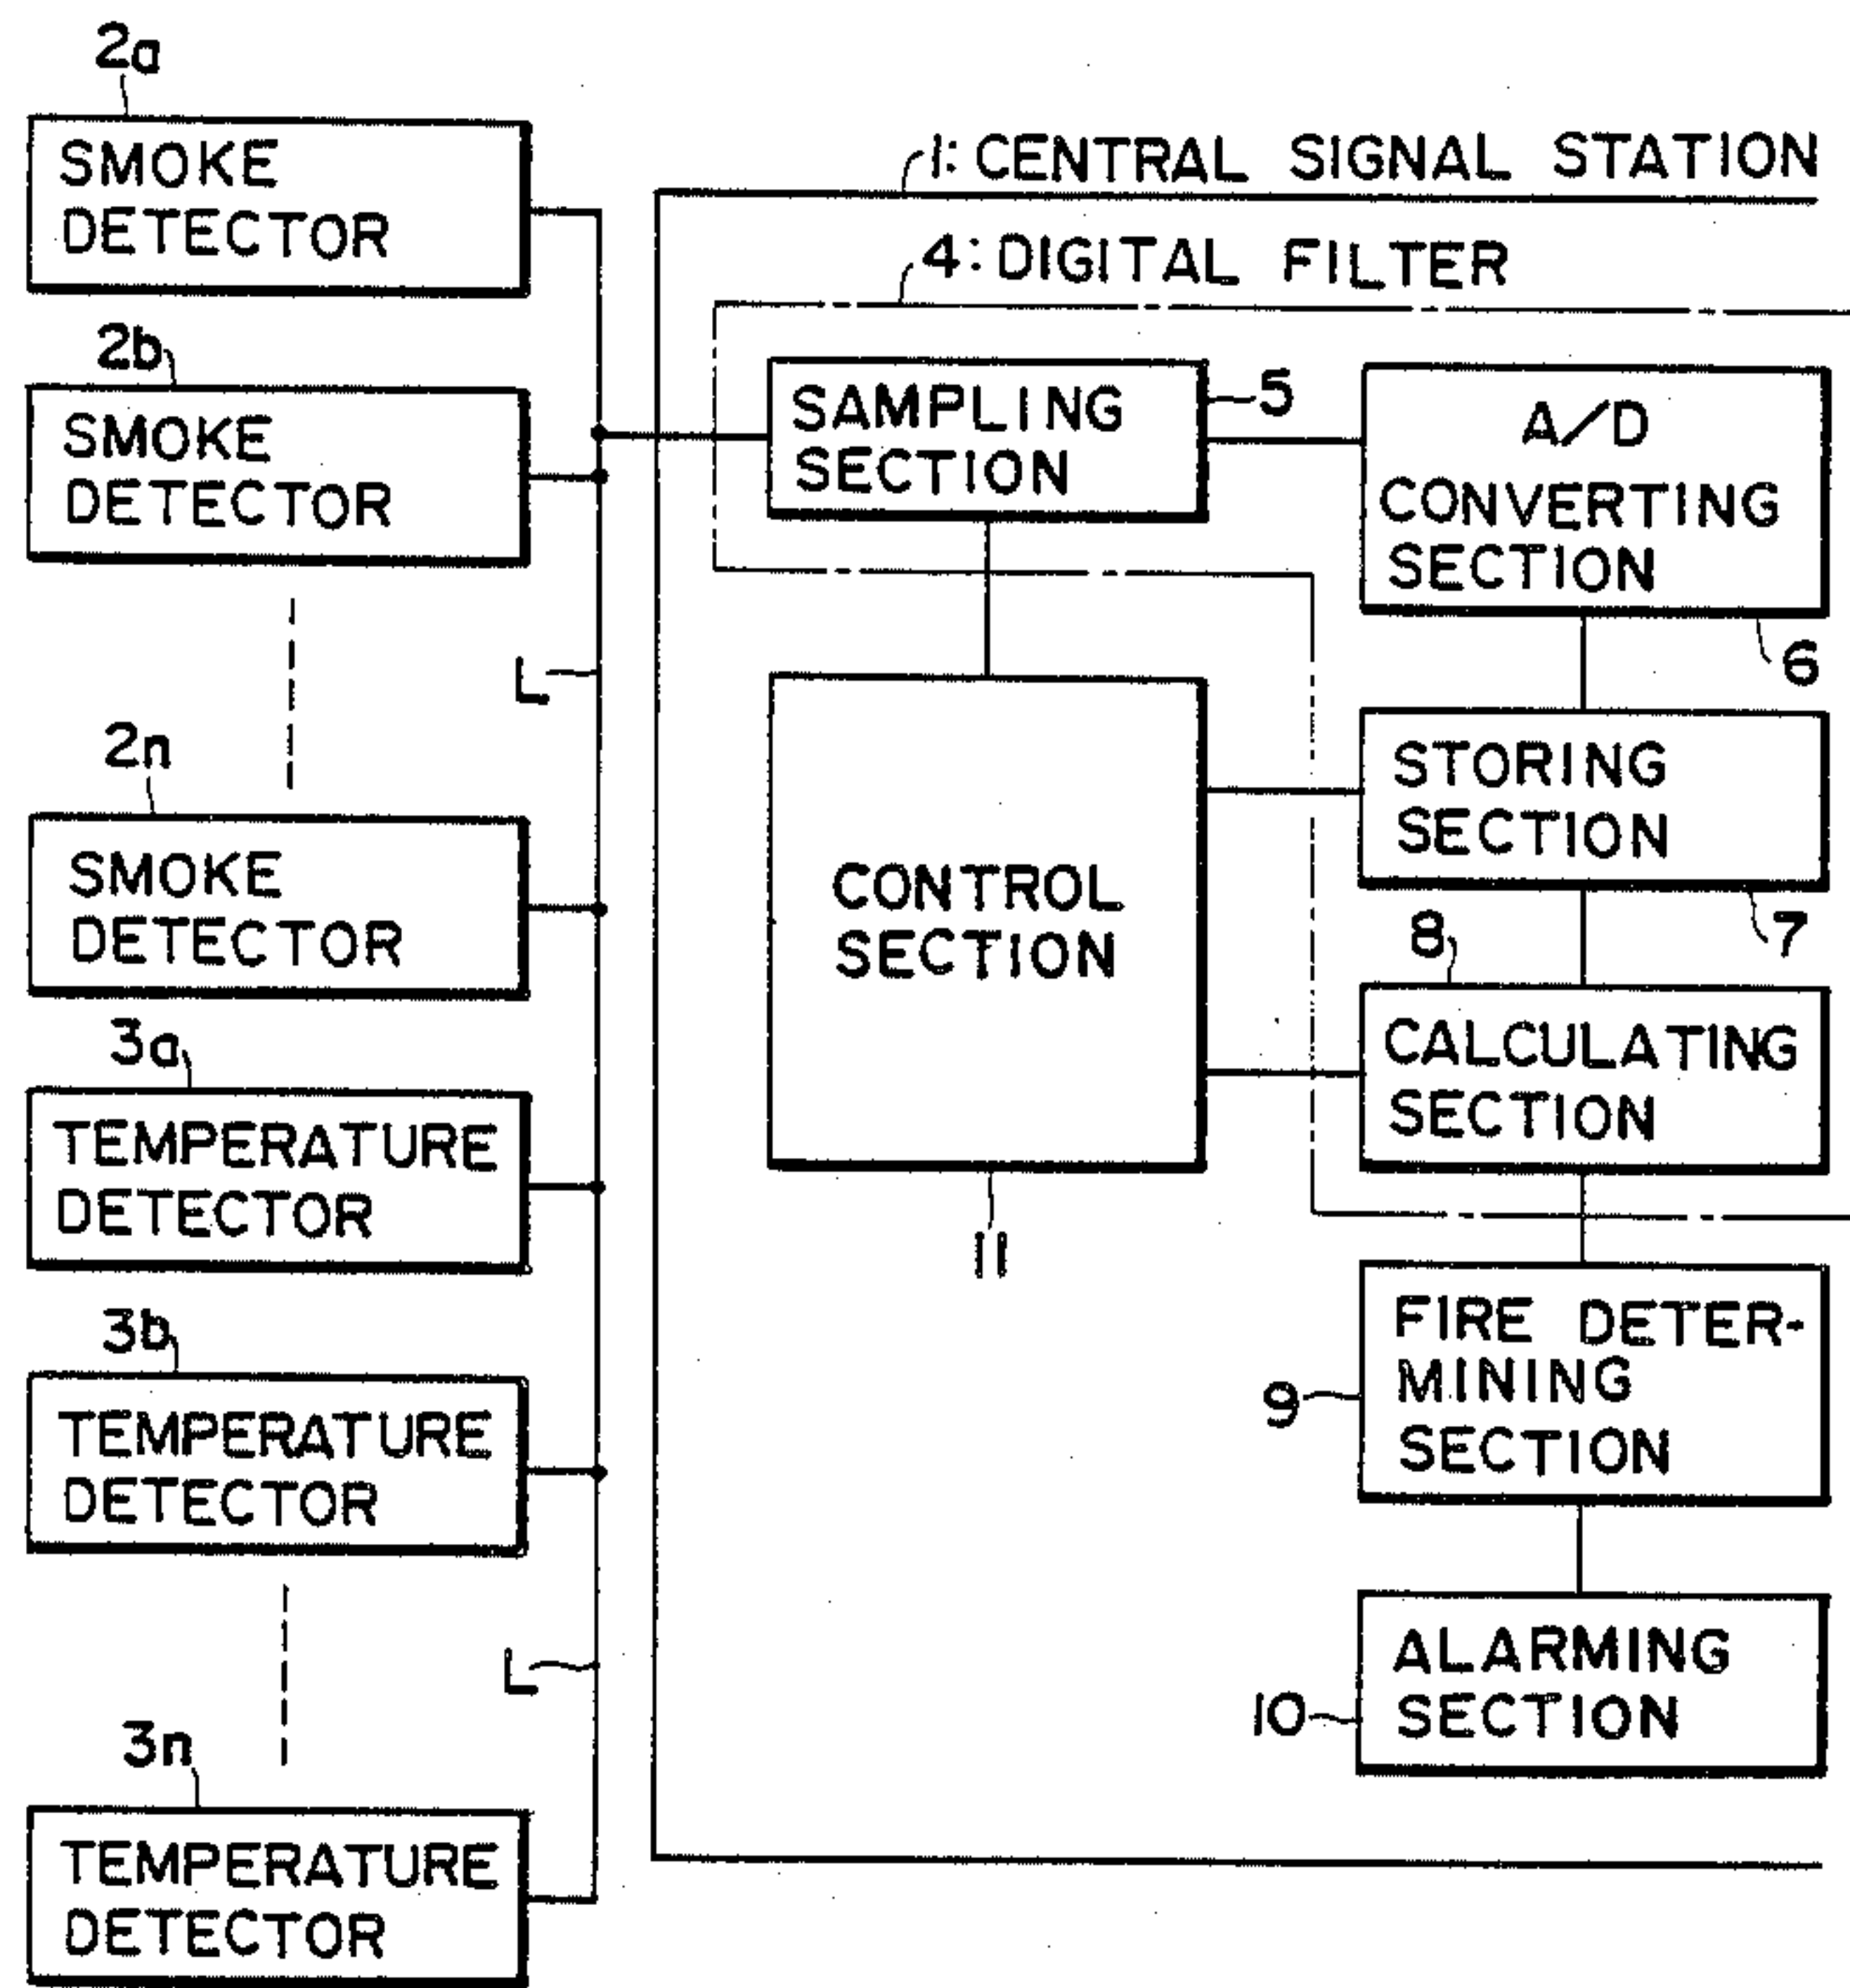 2a
SMOKE
DETECTOR
2b
SMOKE
DETECTOR
L
2n
SMOKE
DETECTOR
3a
TEMPERATURE
DETECTOR
3b
TEMPERATURE
DETECTOR
L
3n
TEMPERATURE
DETECTOR
1: CENTRAL SIGNAL STATION
4: DIGITAL FILTER
SAMPLING
SECTION
5
A/D
CONVERTING
SECTION
6
STORING
SECTION
7
CONTROL
SECTION
11
8
CALCULATING
SECTION
FIRE DETER-
MINING
SECTION
9
ALARMING
SECTION
10